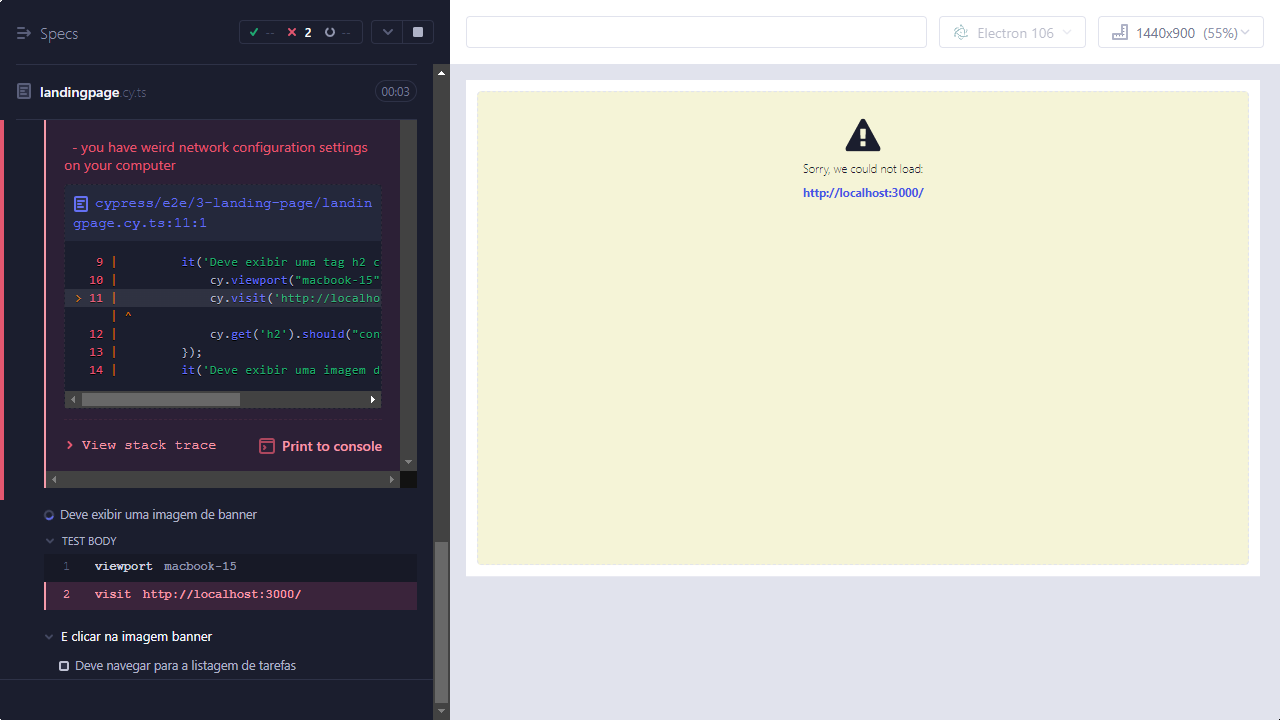 Specs
-- 2 --
landingpage.cy.ts 00:03
- you have weird network configuration settings
on your computer
cypress/e2e/3-landing-page/landin
gpage.cy.ts:11:1
9 | it('Deve exibir uma tag h2 c
10 | cy.viewport("macbook-15"
> 11 | cy.visit('http://localho
| ^
12 | cy.get('h2').should("con
13 | });
14 | it('Deve exibir uma imagem d
View stack trace Print to console
Deve exibir uma imagem de banner
TEST BODY
1 viewport macbook-15
2 visit http://localhost:3000/
E clicar na imagem banner
Deve navegar para a listagem de tarefas
Electron 106 1440x900 (55%)
Sorry, we could not load:
http://localhost:3000/